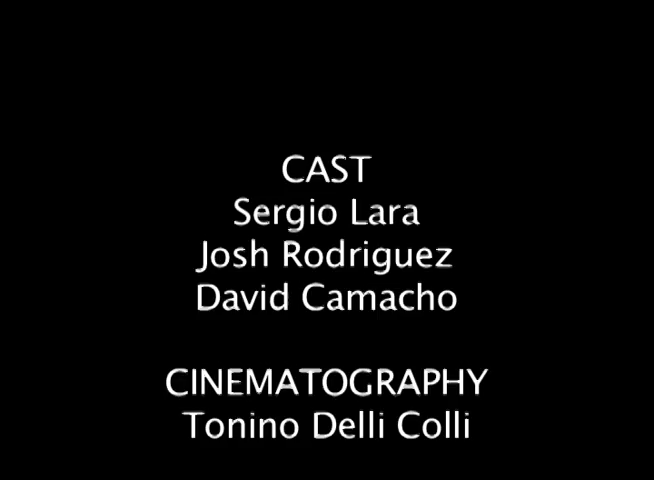 CAST
Sergio Lara
Josh Rodriguez
David Camacho
CINEMATOGRAPHY
Tonino Delli Colli